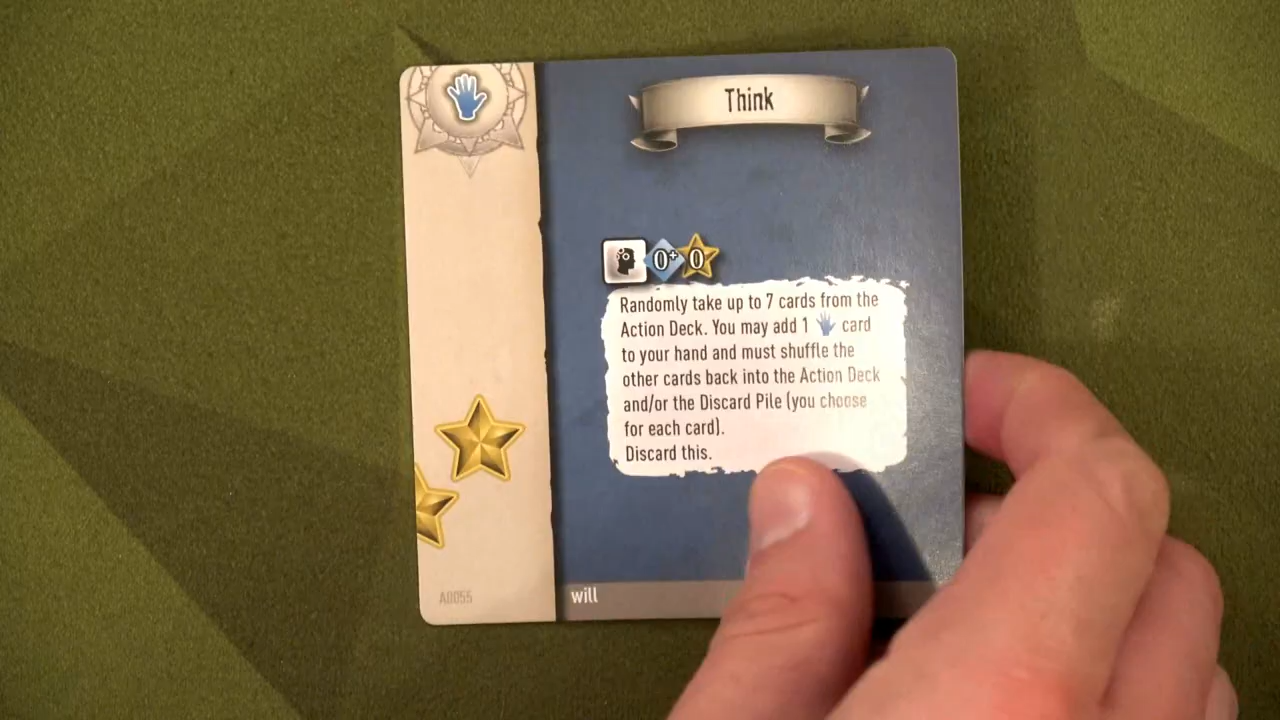 Think
0+ 0
Randomly take up to 7 cards from the
Action Deck. You may add 1 card
to your hand and must shuffle the
other cards back into the Action Deck
and/or the Discard Pile (you choose
for each card).
Discard this.
A0055
will